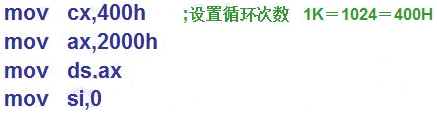 mov cx,400h ;设置循环次数 1K＝1024＝400H
mov ax,2000h
mov ds.ax
mov si,0